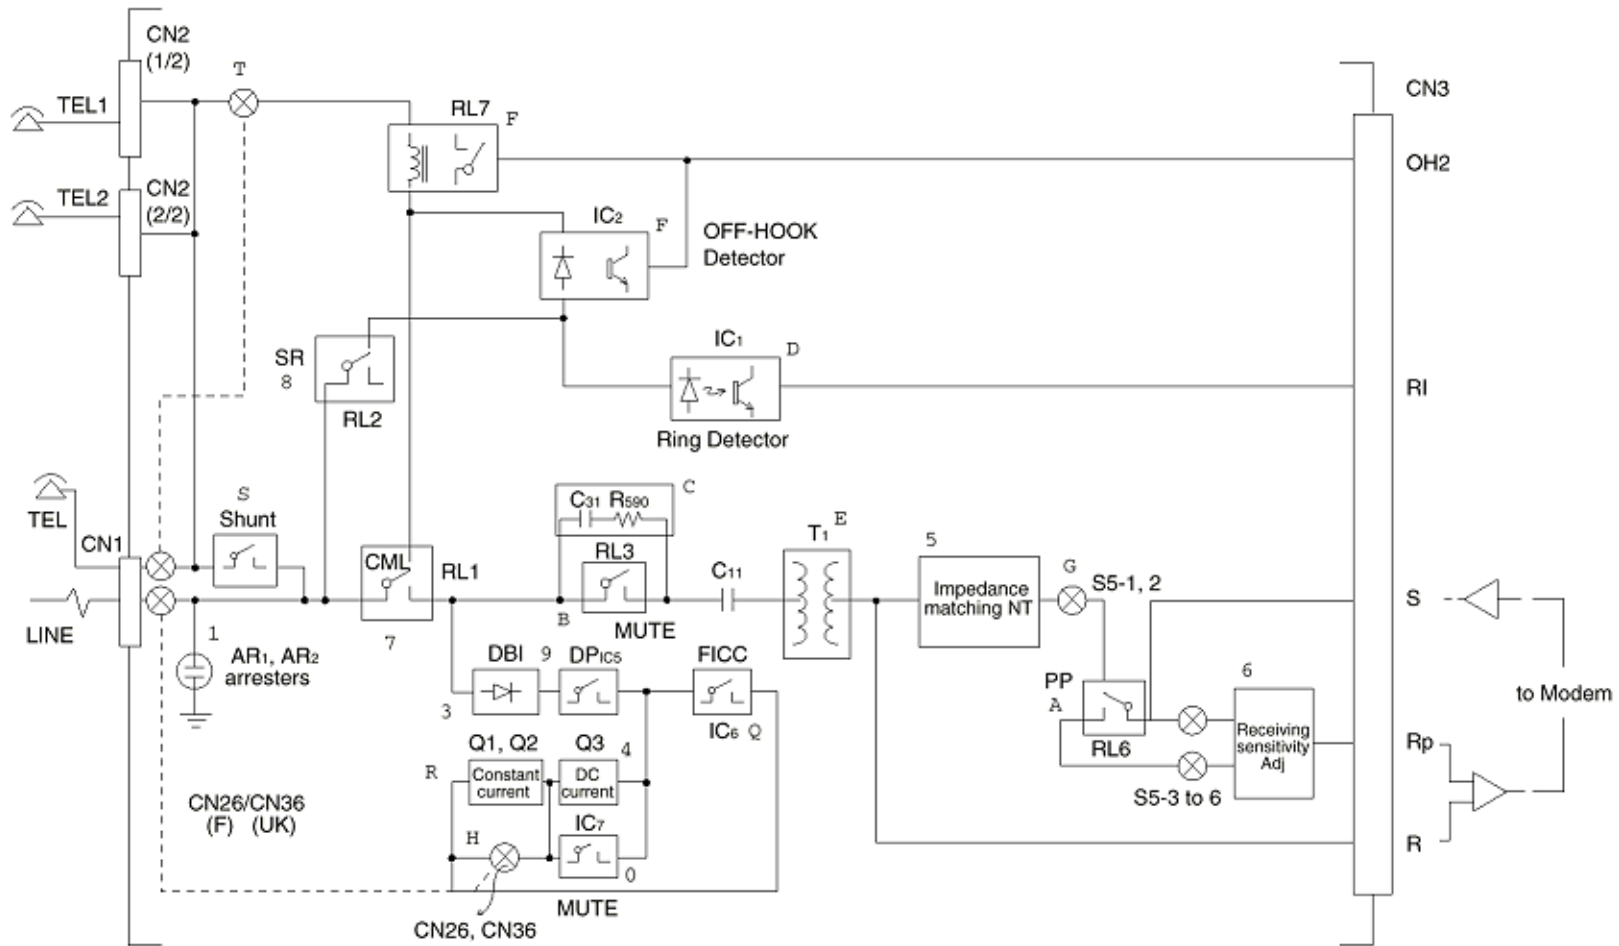 CN2
(1/2)
T
TEL1
RL7
F
CN3
OH2
TEL2
CN2
(2/2)
IC2
F
OFF-HOOK
Detector
IC1
D
SR
8
RL2
Ring Detector
RI
TEL
S
Shunt
CN1
CML
RL1
7
C
C31 R590
RL3
B
MUTE
C11
T1
E
5
Impedance
matching NT
G
S5-1, 2
S
LINE
1
AR1, AR2
arresters
DBI
9
DPIC5
FICC
3
IC6 Q
PP
A
RL6
6
Receiving
sensitivity
Adj
to Modem
Rp
S5-3 to 6
R
Q1, Q2
Q3
4
R
Constant
current
DC
current
CN26/CN36
(F) (UK)
H
IC7
0
MUTE
CN26, CN36